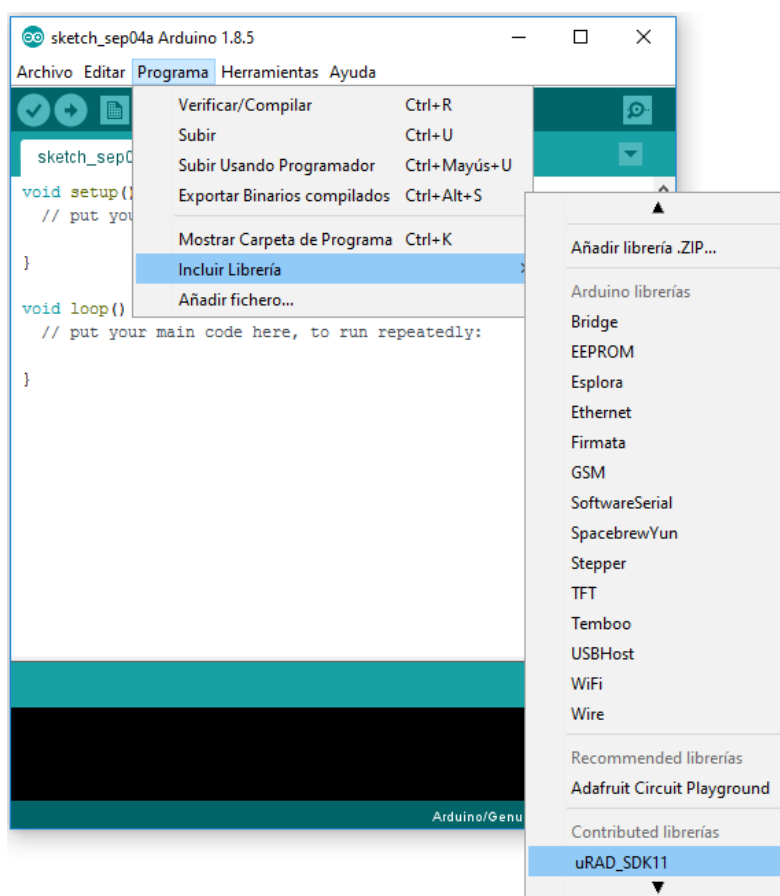 sketch_sep04a Arduino 1.8.5
Archivo Editar Programa Herramientas Ayuda
Verificar/Compilar Ctrl+R
Subir Ctrl+U
Subir Usando Programador Ctrl+Mayús+U
Exportar Binarios compilados Ctrl+Alt+S
Mostrar Carpeta de Programa Ctrl+K
Incluir Librería
Añadir fichero...
sketch_sep0
void setup()
// put you
}
void loop()
// put your main code here, to run repeatedly:
}
Arduino/Genu
Añadir librería .ZIP...
Arduino librerías
Bridge
EEPROM
Esplora
Ethernet
Firmata
GSM
SoftwareSerial
SpacebrewYun
Stepper
TFT
Temboo
USBHost
WiFi
Wire
Recommended librerías
Adafruit Circuit Playground
Contributed librerías
uRAD_SDK11